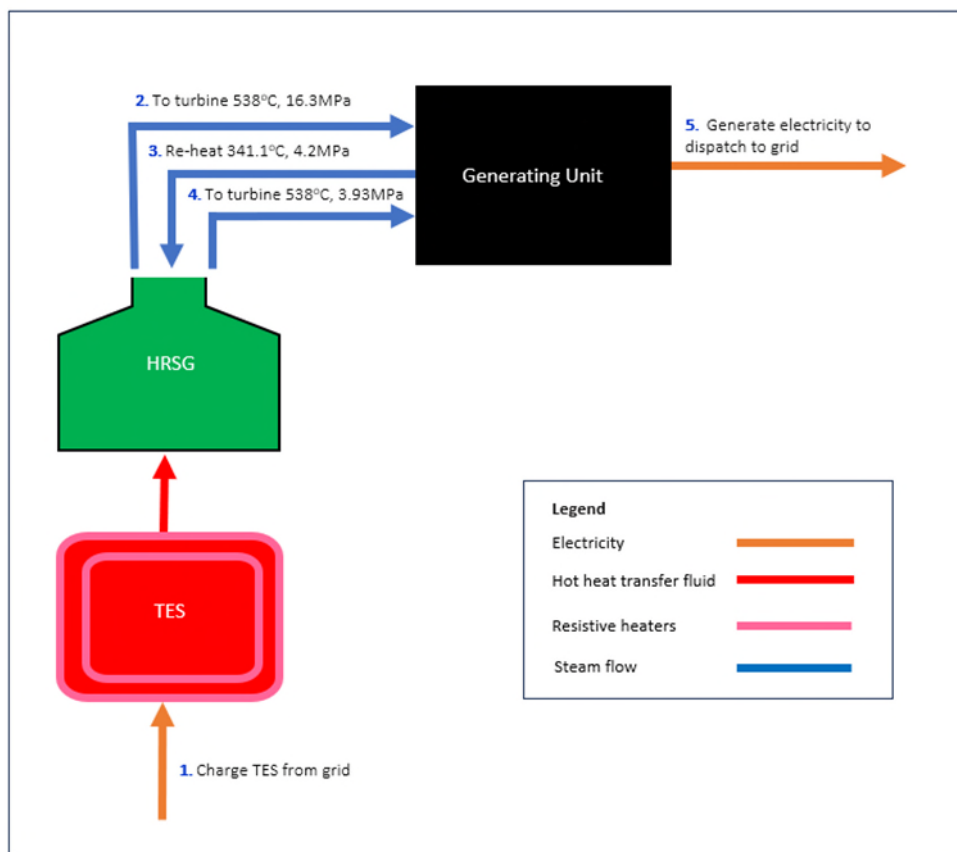 2. To turbine 538°C, 16.3MPa
3. Re-heat 341.1°C, 4.2MPa
4. To turbine 538°C, 3.93MPa
Generating Unit
5. Generate electricity to
dispatch to grid
HRSG
TES
1. Charge TES from grid
Legend
Electricity
Hot heat transfer fluid
Resistive heaters
Steam flow